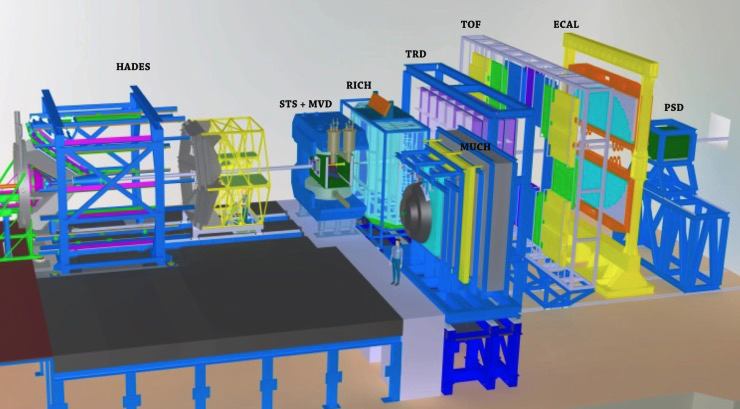 HADES
STS + MVD
RICH
TRD
TOF
ECAL
MUCH
PSD